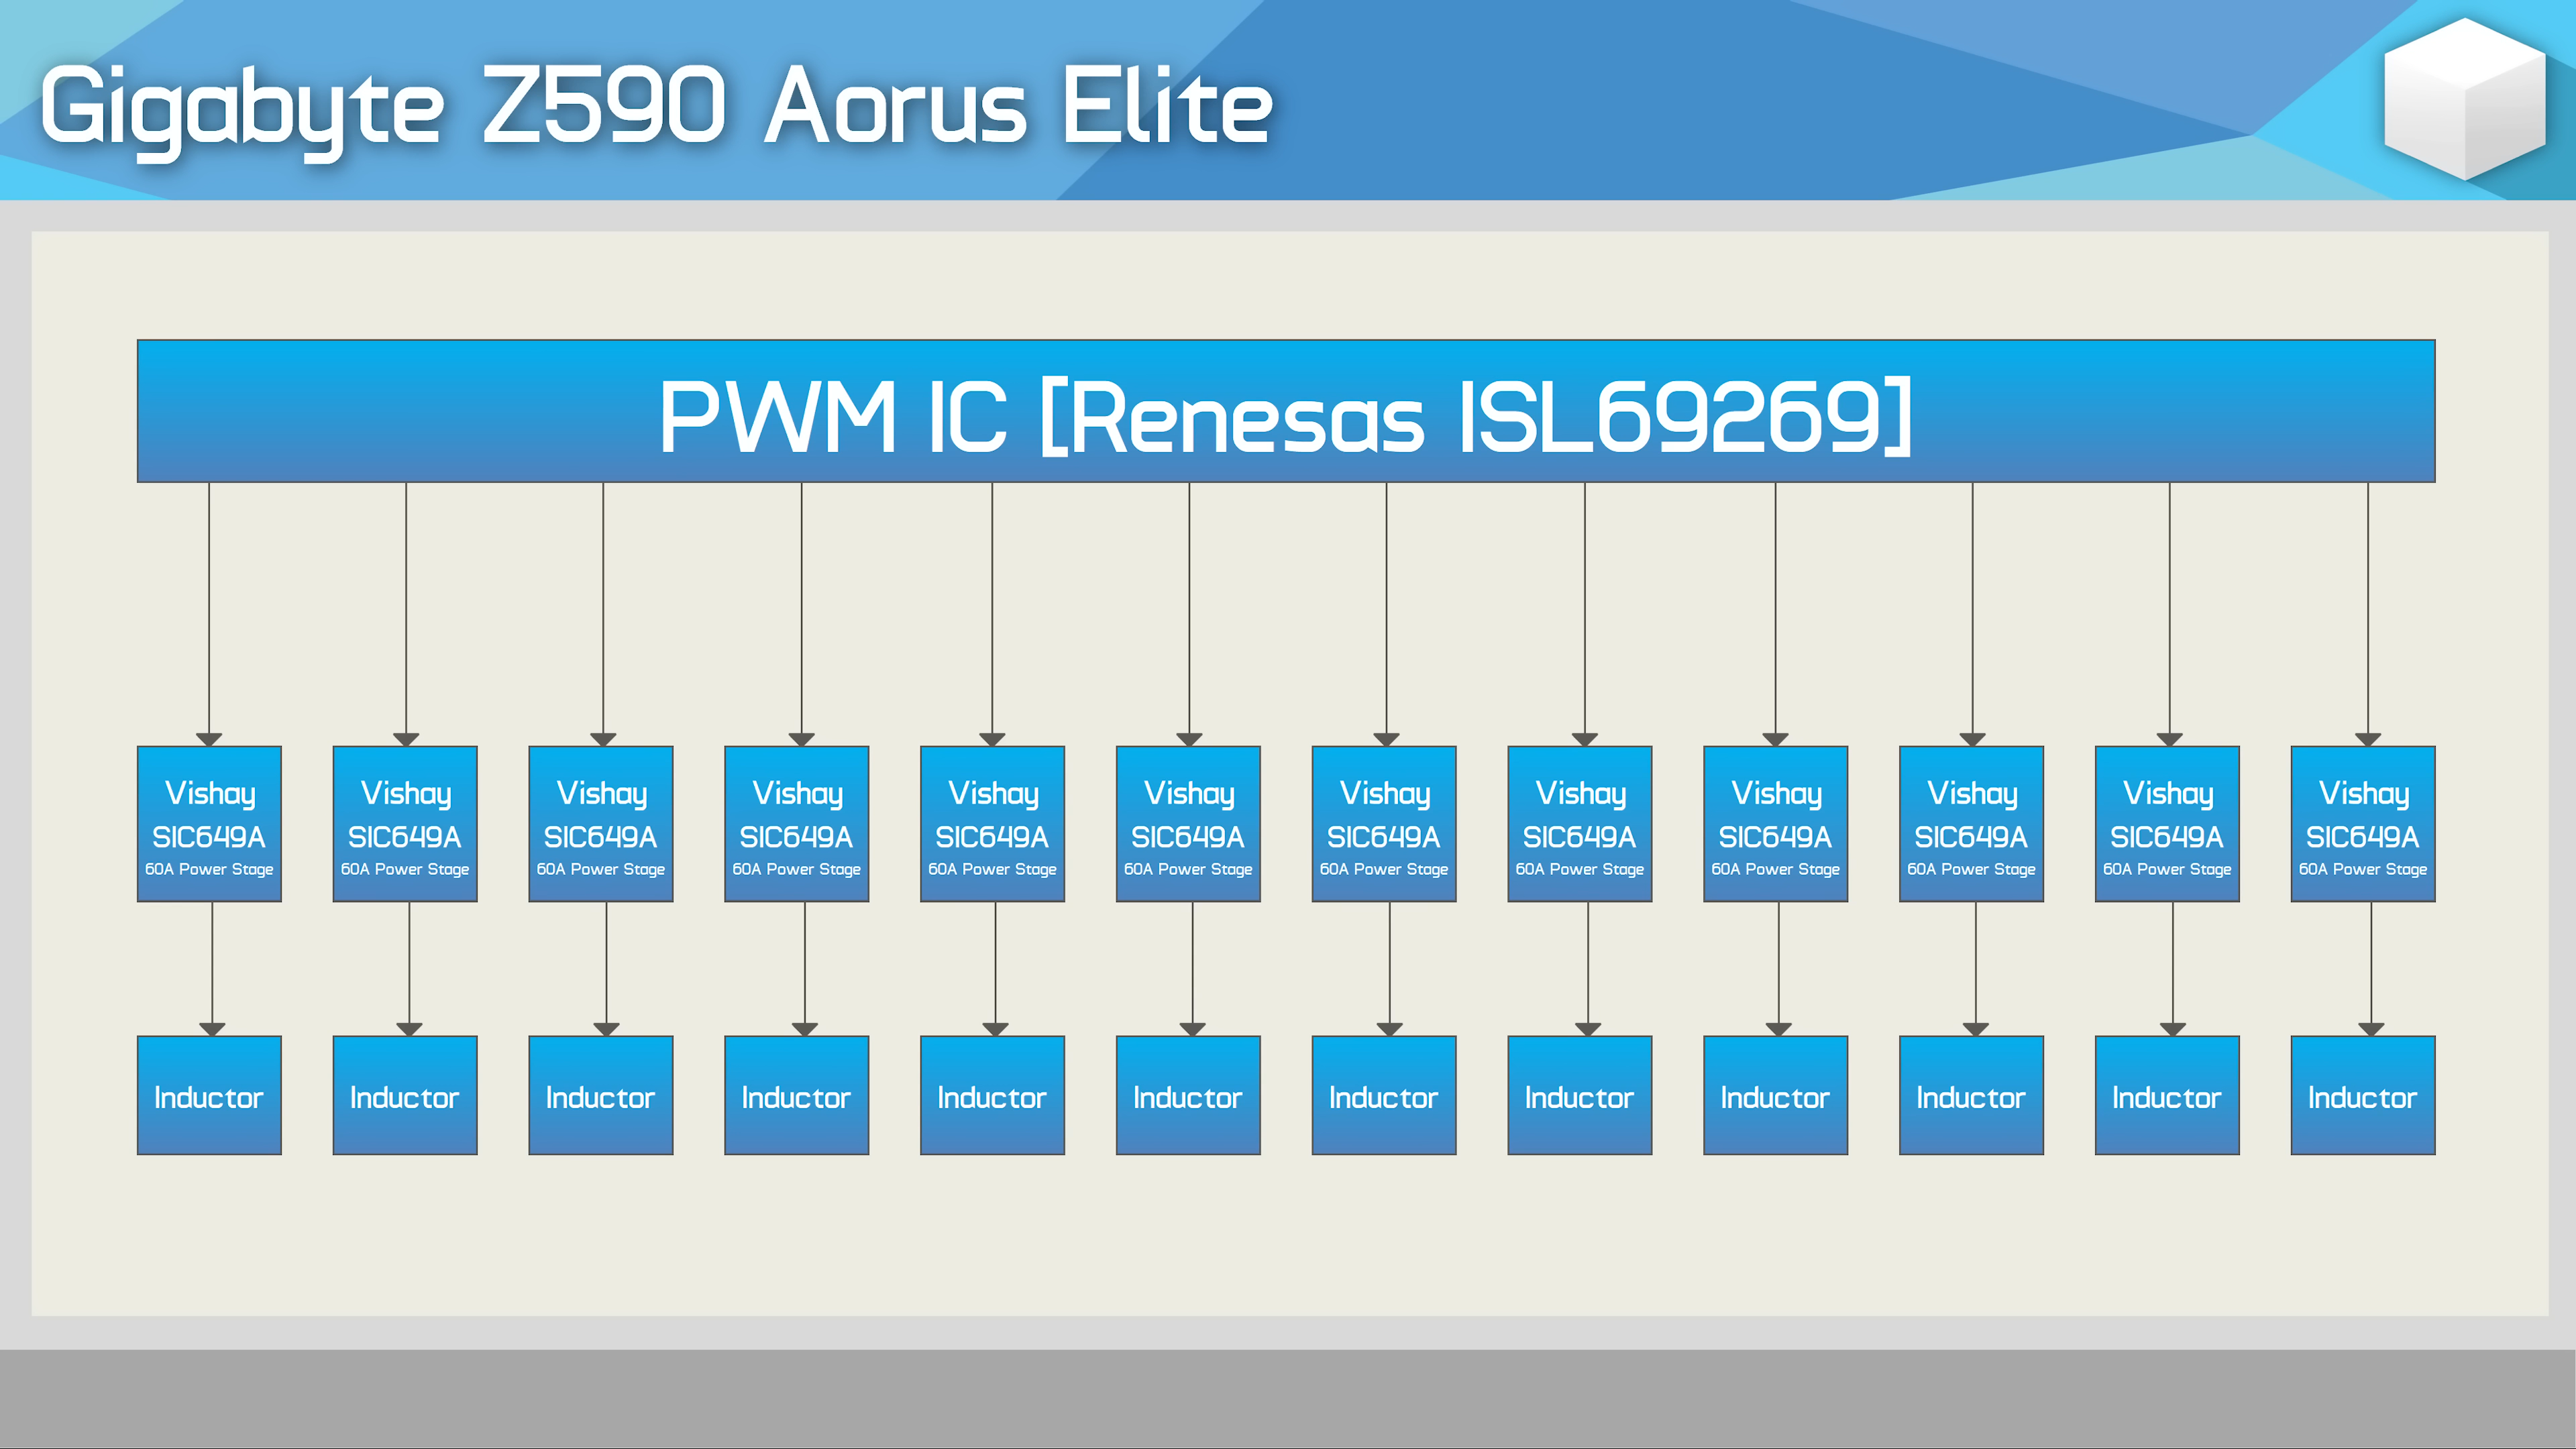 Gigabyte Z590 Aorus Elite
PWM IC [Renesas ISL69269]
Vishay Vishay Vishay Vishay Vishay Vishay Vishay Vishay Vishay Vishay Vishay Vishay
SIC649A SIC649A SIC649A SIC649A SIC649A SIC649A SIC649A SIC649A SIC649A SIC649A SIC649A SIC649A
60A Power Stage 60A Power Stage 60A Power Stage 60A Power Stage 60A Power Stage 60A Power Stage 60A Power Stage 60A Power Stage 60A Power Stage 60A Power Stage 60A Power Stage 60A Power Stage
Inductor Inductor Inductor Inductor Inductor Inductor Inductor Inductor Inductor Inductor Inductor Inductor